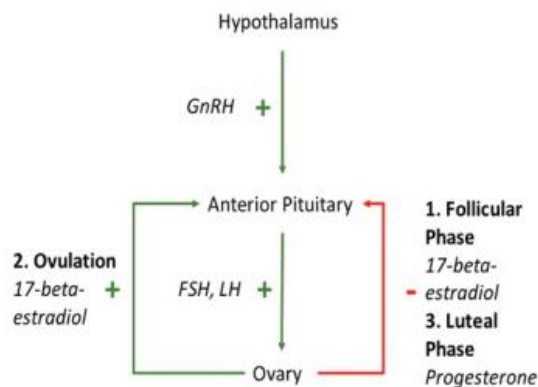 Hypothalamus
GnRH +
Anterior Pituitary
2. Ovulation
17-beta-
estradiol
+
FSH, LH +
1. Follicular
Phase
17-beta-
estradiol
3. Luteal
Phase
Progesterone
-
Ovary